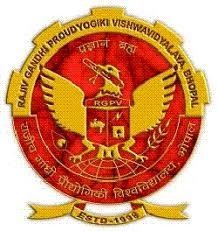 RAJIV GANDHI PROUDYOGIKI VISHWAVIDYALAYA, BHOPAL
प्रज्ञानं ब्रह्म
RGPV
राजीव गांधी प्रौद्योगिकी विश्वविद्यालय, भोपाल
ESTD-1998